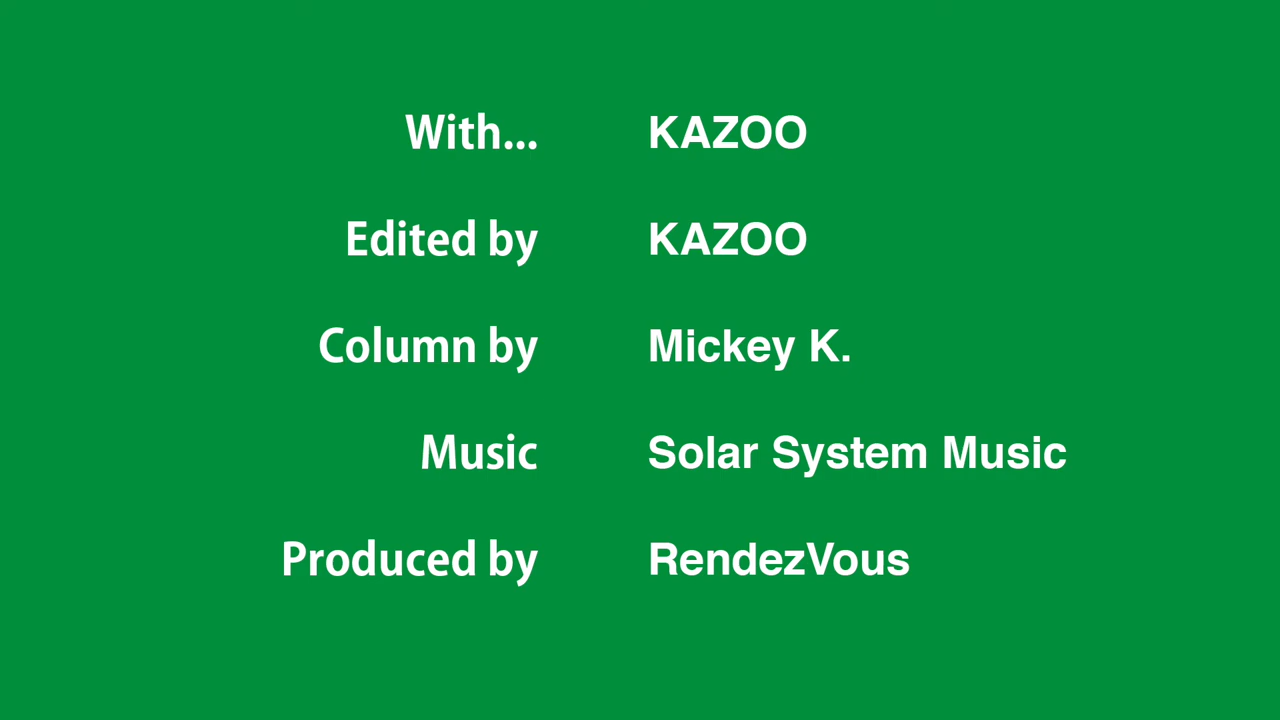 With... KAZOO
Edited by KAZOO
Column by Mickey K.
Music Solar System Music
Produced by RendezVous